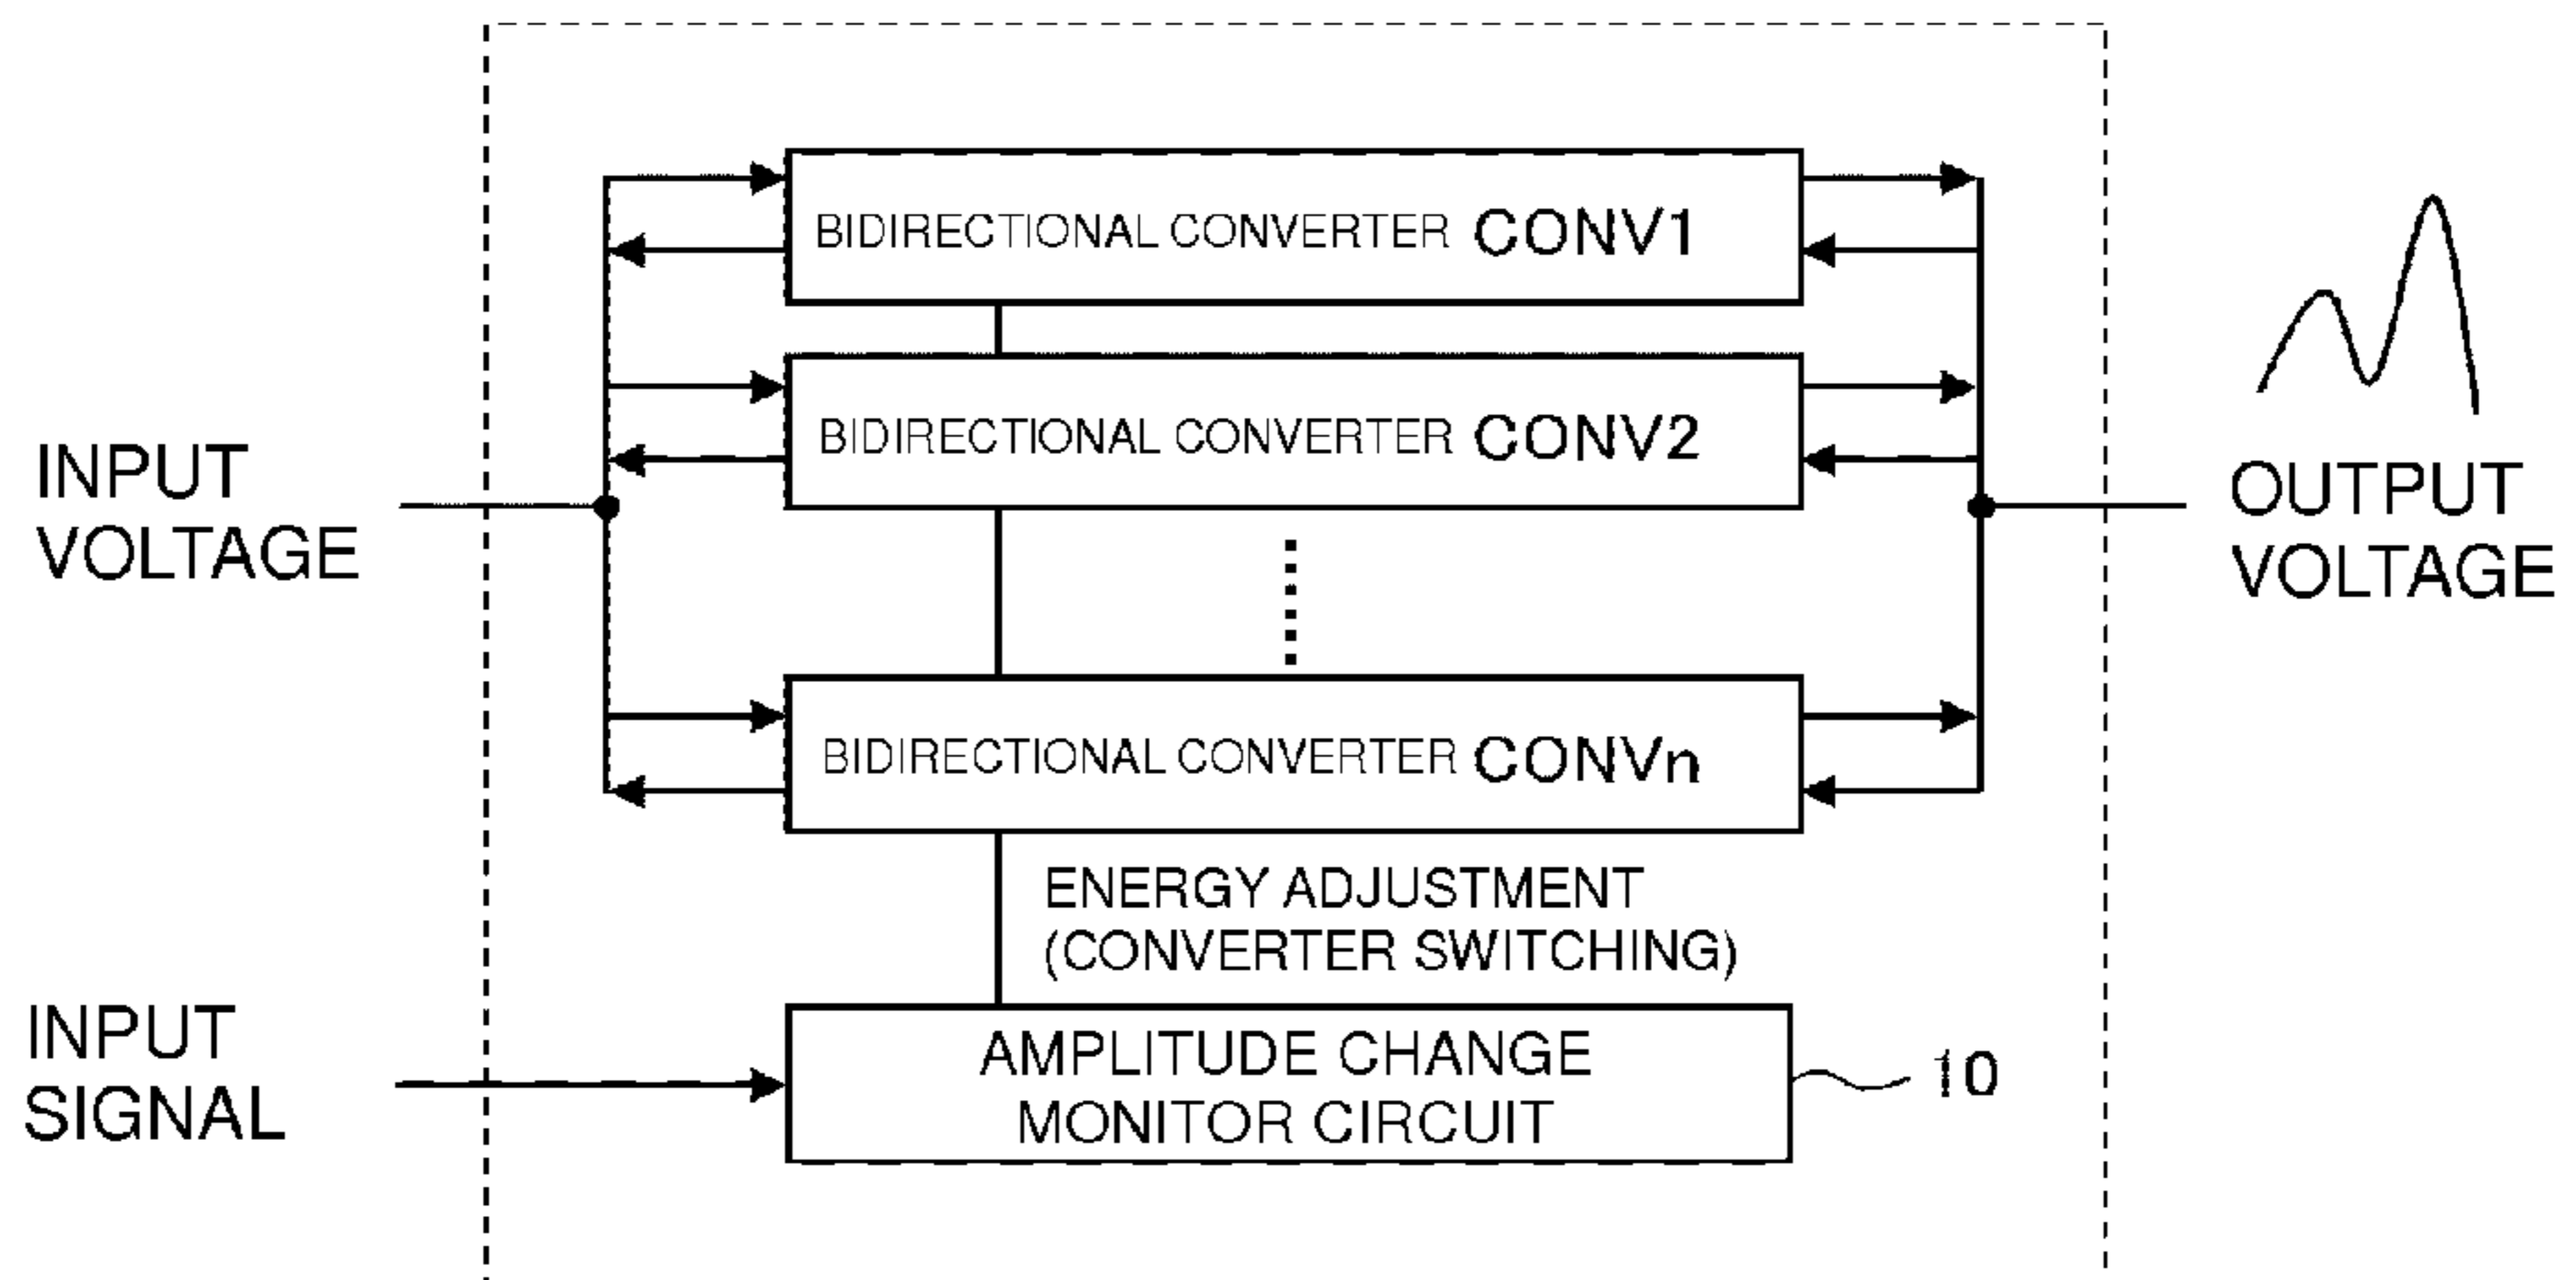 BIDIRECTIONAL CONVERTER CONV1
BIDIRECTIONAL CONVERTER CONV2
INPUT
VOLTAGE
OUTPUT
VOLTAGE
BIDIRECTIONAL CONVERTER CONVn
ENERGY ADJUSTMENT
(CONVERTER SWITCHING)
INPUT
SIGNAL
AMPLITUDE CHANGE
MONITOR CIRCUIT
10